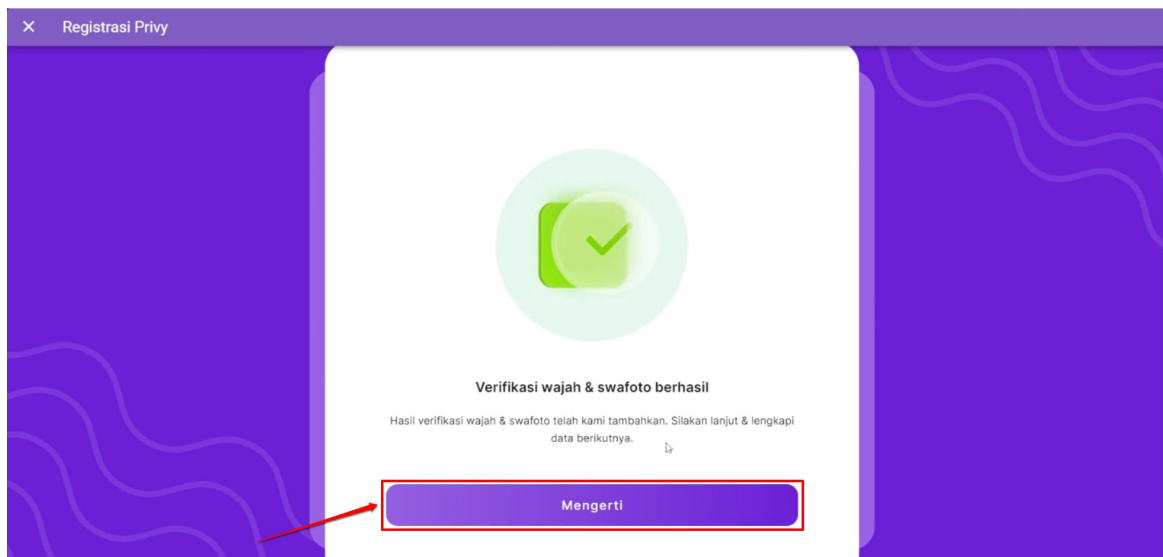 Registrasi Privy
Verifikasi wajah & swafoto berhasil
Hasil verifikasi wajah & swafoto telah kami tambahkan. Silakan lanjut & lengkapi
data berikutnya.
Mengerti